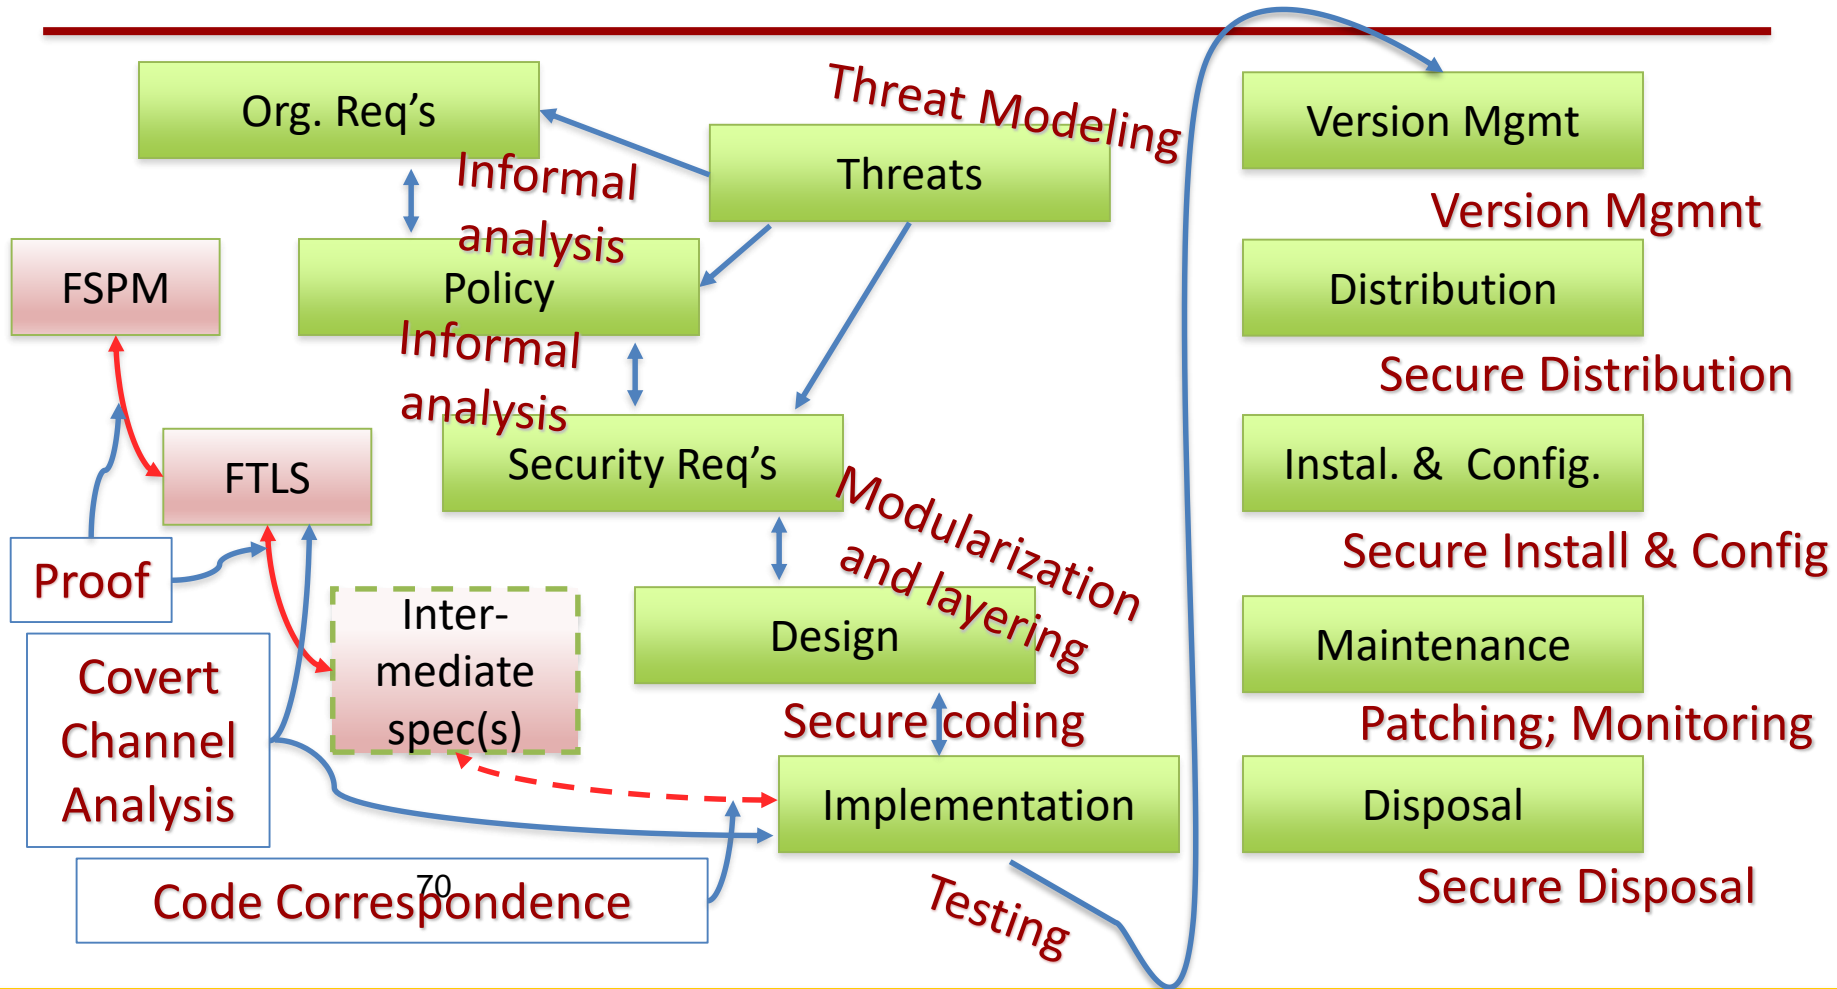 Org. Req's
Threat Modeling
Threats
Version Mgmt
Informal
analysis
Version Mgmnt
FSPM
Policy
Distribution
Informal
analysis
Secure Distribution
FTLS
Security Req's
Instal. & Config.
Modularization
and layering
Secure Install & Config
Proof
Inter-
mediate
spec(s)
Design
Maintenance
Covert
Channel
Analysis
Secure coding
Patching; Monitoring
Implementation
Disposal
Code Correspondence
70
Testing
Secure Disposal